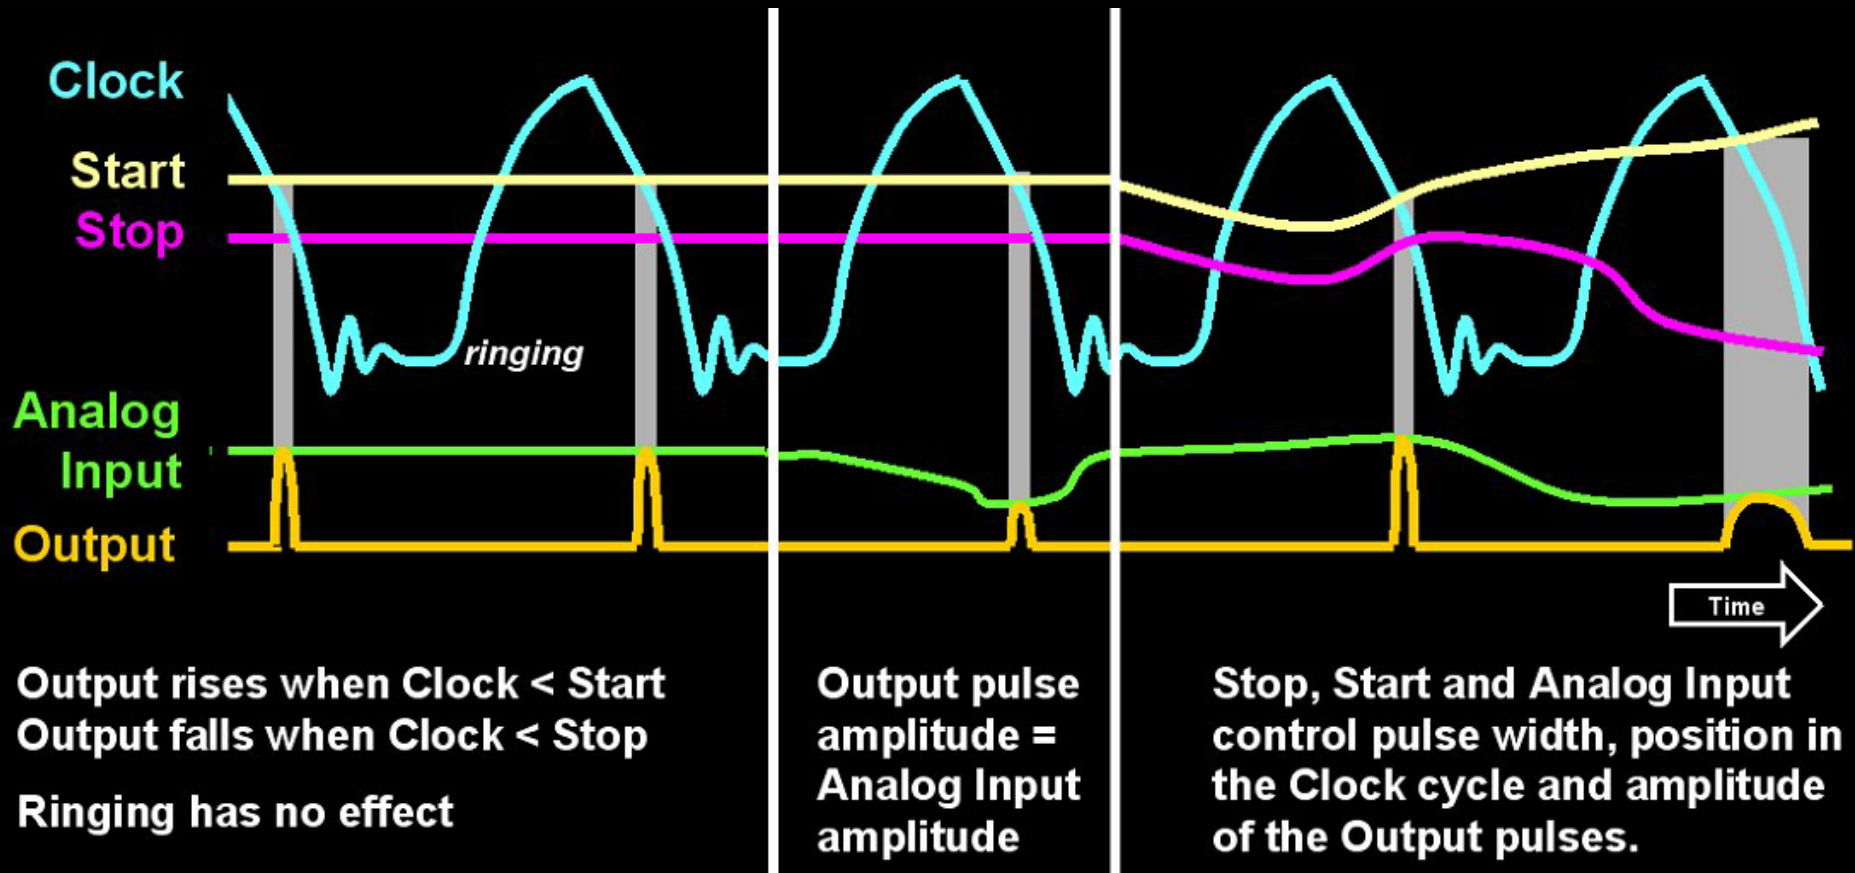 Clock
Start
Stop
ringing
Analog
Input
Output
Time
Output rises when Clock < Start
Output falls when Clock < Stop
Ringing has no effect
Output pulse
amplitude =
Analog Input
amplitude
Stop, Start and Analog Input
control pulse width, position in
the Clock cycle and amplitude
of the Output pulses.